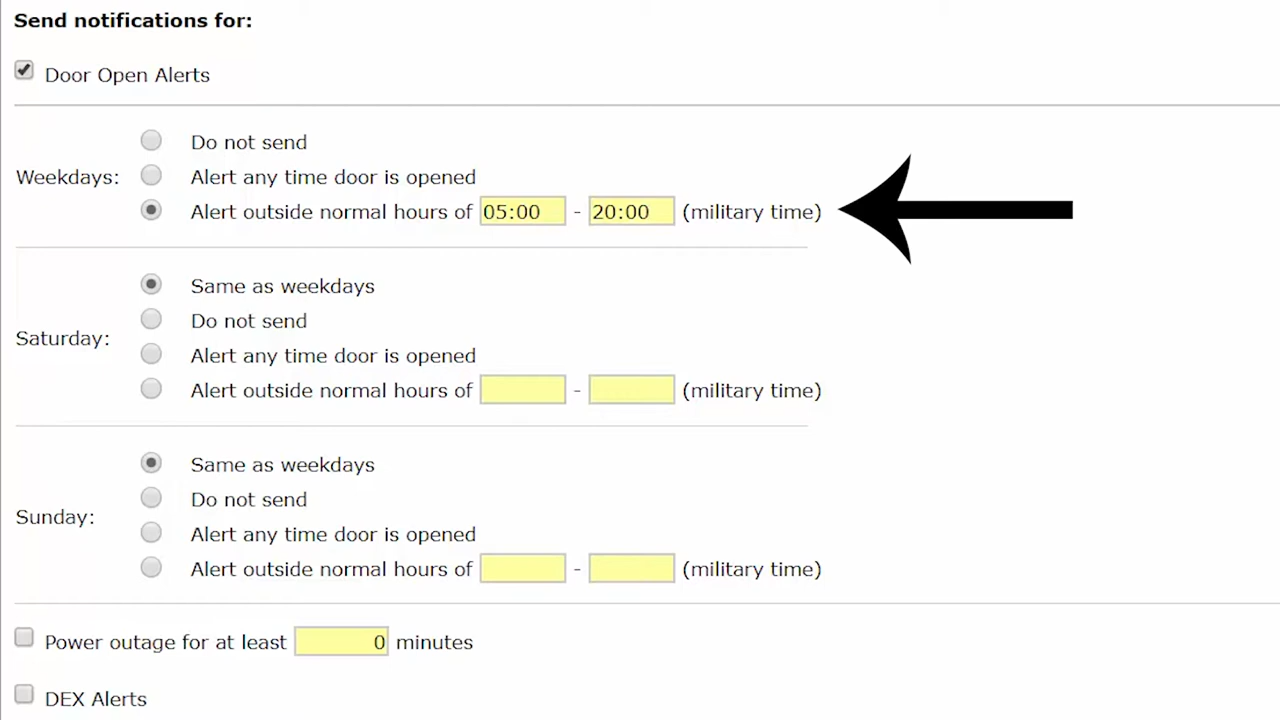 Send notifications for:
Door Open Alerts
Do not send
Weekdays: Alert any time door is opened
Alert outside normal hours of 05:00 - 20:00 (military time)
Same as weekdays
Do not send
Saturday:
Alert any time door is opened
Alert outside normal hours of - (military time)
Same as weekdays
Do not send
Sunday:
Alert any time door is opened
Alert outside normal hours of - (military time)
Power outage for at least 0 minutes
DEX Alerts